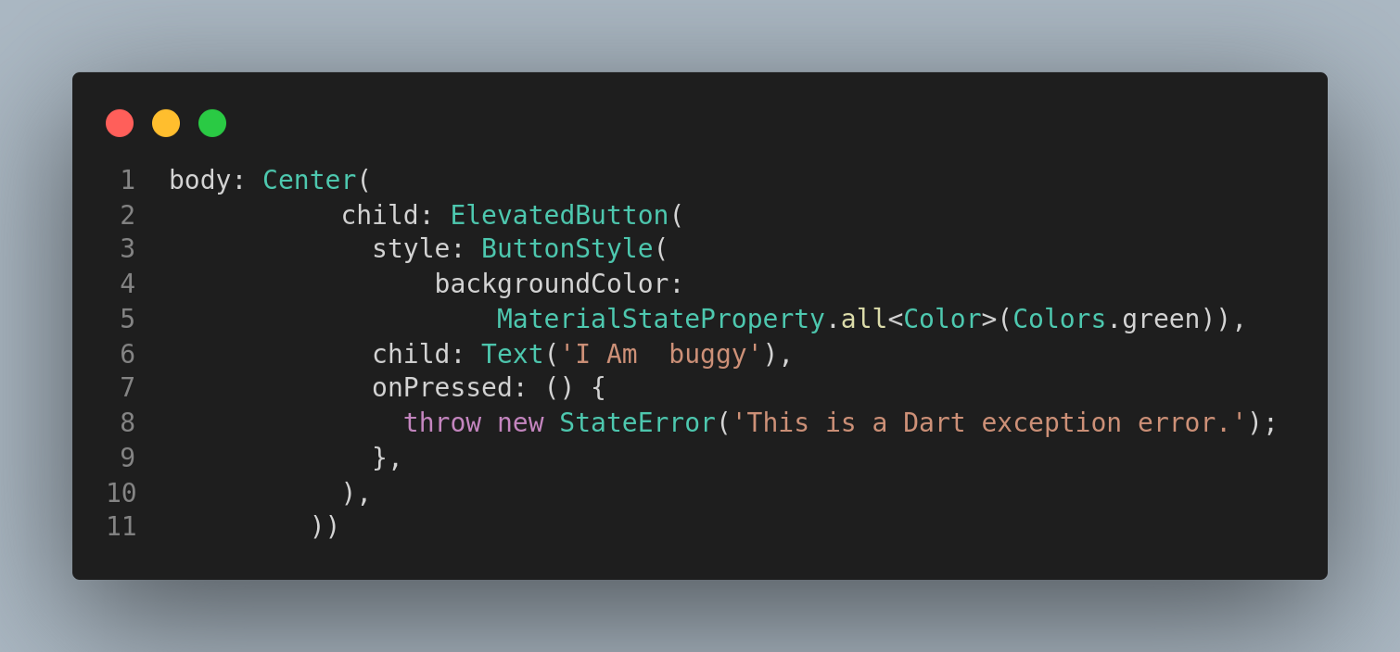 1 body: Center(
2           child: ElevatedButton(
3             style: ButtonStyle(
4                 backgroundColor:
5                     MaterialStateProperty.all<Color>(Colors.green)),
6             child: Text('I Am  buggy'),
7             onPressed: () {
8               throw new StateError('This is a Dart exception error.');
9             },
10           ),
11         ))